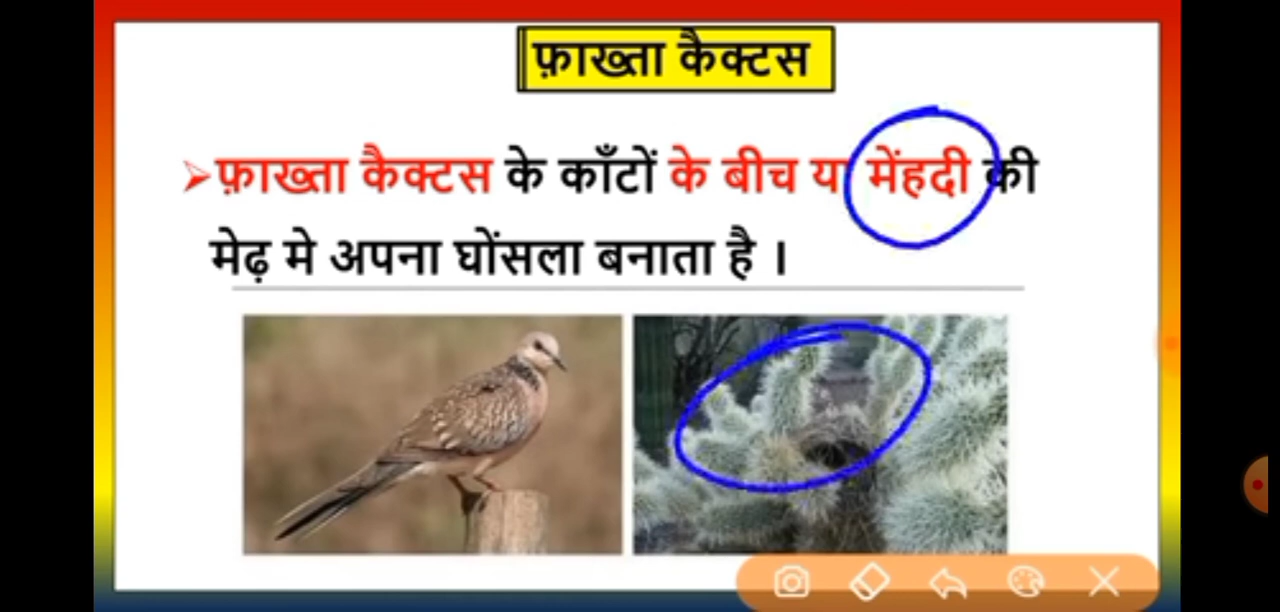 फ़ाख्ता कैक्टस
➢फ़ाख्ता कैक्टस के काँटों के बीच या मेंहदी की
मेढ़ मे अपना घोंसला बनाता है ।